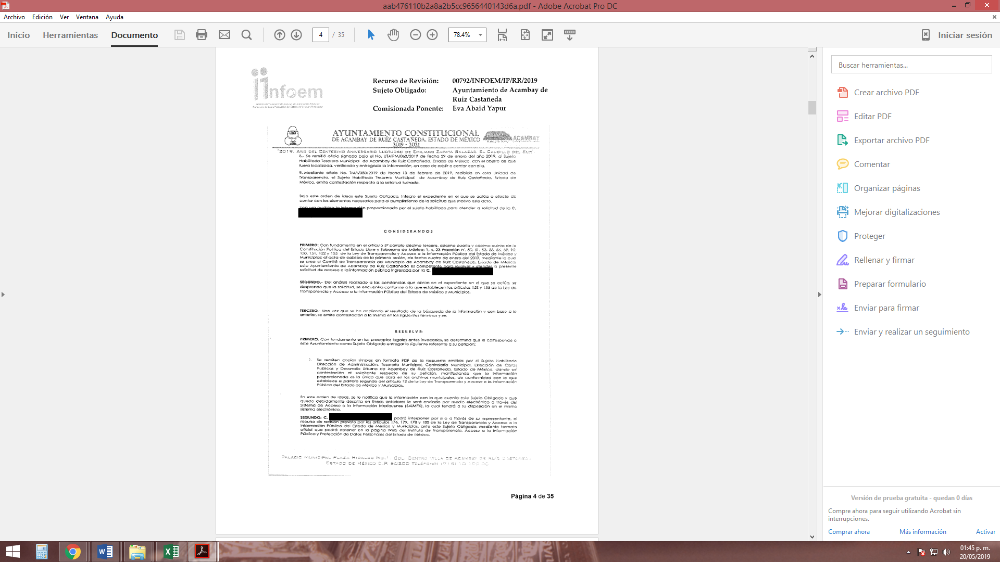 aab476110b2a8a2b5cc9656440143d6a.pdf - Adobe Acrobat Pro DC
Archivo Edición Ver Ventana Ayuda
Inicio Herramientas Documento 4 / 35 78.4% Iniciar sesión
infoem
Instituto de Transparencia, Acceso a la Información Pública y
Protección de Datos Personales del Estado de México y Municipios
Recurso de Revisión: 00792/INFOEM/IP/RR/2019
Sujeto Obligado: Ayuntamiento de Acambay de
Ruíz Castañeda
Comisionada Ponente: Eva Abaid Yapur
AYUNTAMIENTO CONSTITUCIONAL
DE ACAMBAY DE RUÍZ CASTAÑEDA, ESTADO DE MÉXICO
2019 - 2021
ACAMBAY
"2019. AÑO DEL CENTÉSIMO ANIVERSARIO LUCTUOSO DE EMILIANO ZAPATA SALAZAR. EL CAUDILLO DEL SUR".
8.- Se remitió oficio signado bajo el No. UTAIPM/062/2019 de fecha 29 de enero del año 2019, al Sujeto
Habilitado Tesorero Municipal de Acambay de Ruíz Castañeda, Estado de México, con el objeto de que
fuera localizada, verificada y entregada la información, en caso de existir o contar con ella.
9.-Mediante oficio No. TM/I/080/2019 de fecha 13 de febrero de 2019, recibido en esta Unidad de
Transparencia, el Sujeto Habilitado Tesorero Municipal de Acambay de Ruíz Castañeda, Estado de
México, emite contestación respecto a la solicitud turnada.
Bajo este orden de ideas este Sujeto Obligado, integro el expediente en el que se actúa a efecto de
contar con los elementos necesarios para el cumplimiento de la solicitud que motivo este acto.
Una vez recibida la información proporcionado por el sujeto habilitado para atender a solicitud de la C.
CONSIDERANDOS
PRIMERO: Con fundamento en el artículo 5º párrafo décimo tercero, décimo cuarto y décimo quinto de la
Constitución Política del Estado Libre y Soberano de México; 1, 4, 23 fracción IV, 50, 51, 53, 55, 56, 59, 92,
150, 151, 152 y 155 de la Ley de Transparencia y Acceso a la Información Pública del Estado de México y
Municipios; al acta de cabildo de la primera sesión, de fecha cuatro de enero del 2019, mediante la cual
se crea el Comité de Transparencia del Municipio de Acambay de Ruíz Castañeda, Estado de México;
este Ayuntamiento de Acambay de Ruíz Castañeda es competente para resolver y atender la presente
solicitud de acceso a la información pública ingresada por la C.
SEGUNDO.- Del análisis realizado a las constancias que obran en el expediente en el que se actúa, se
desprende que la solicitud, se encuentra conforme a lo que establecen los artículos 152 y 155 de la Ley de
Transparencia y Acceso a la Información Pública del Estado de México y Municipios.
TERCERO.- Una vez que se ha analizado el resultado de la búsqueda de la información y con base a lo
anterior, se emite contestación a la misma en los siguientes términos y se:
RESUELVE:
PRIMERO: Con fundamento en los preceptos legales antes invocados, se determina que le corresponde a
este Ayuntamiento como Sujeto Obligado entregar lo siguiente referente a su petición:
1. Se remiten copias simples en formato PDF de la respuesta emitida por el Sujeto Habilitado
Dirección de Administración, Tesorería Municipal, Contraloría Municipal, Dirección de Obras
Publicas y Desarrollo Urbano de Acambay de Ruíz Castañeda, Estado de México, dando así
contestación al solicitante respecto de su petición, manifestando que la información
proporcionada es la única que obra en los archivos municipales, de conformidad con lo que
establece el párrafo segundo del artículo 12 de la Ley de Transparencia y Acceso a la Información
Pública del Estado de México y Municipios.
En este orden de ideas, se le notifica que la información con la que cuenta este Sujeto Obligado y que
quedo debidamente descrita en líneas anteriores le será enviada por medio electrónico a través del
Sistema de Acceso a la Información Mexiquense (SAIMEX), la cual tendrá a su disposición en el mismo
sistema electrónico.
SEGUNDO: C. podrá interponer por sí o a través de su representante, el
recurso de revisión previsto por los artículos 176, 179, 178 y 180 de la Ley de Transparencia y Acceso a la
Información Pública del Estado de México y Municipios, ante este Sujeto Obligado, mediante formato
oficial que podrá obtener en la página Web del Instituto de Transparencia, Acceso a la Información
Pública y Protección de Datos Personales del Estado de México.
PALACIO MUNICIPAL PLAZA HIDALGO NO.1, COL. CENTRO VILLA DE ACAMBAY DE RUÍZ CASTAÑEDA
ESTADO DE MÉXICO C.P. 50300 TELÉFONO: (718)
Página 4 de 35
Buscar herramientas...
Crear archivo PDF
Editar PDF
Exportar archivo PDF
Comentar
Organizar páginas
Mejorar digitalizaciones
Proteger
Rellenar y firmar
Preparar formulario
Enviar para firmar
Enviar y realizar un seguimiento
Versión de prueba gratuita - quedan 0 días
Compre ahora para seguir utilizando Acrobat sin
interrupciones.
Comprar ahora Más información Activar
01:45 p. m.
20/05/2019